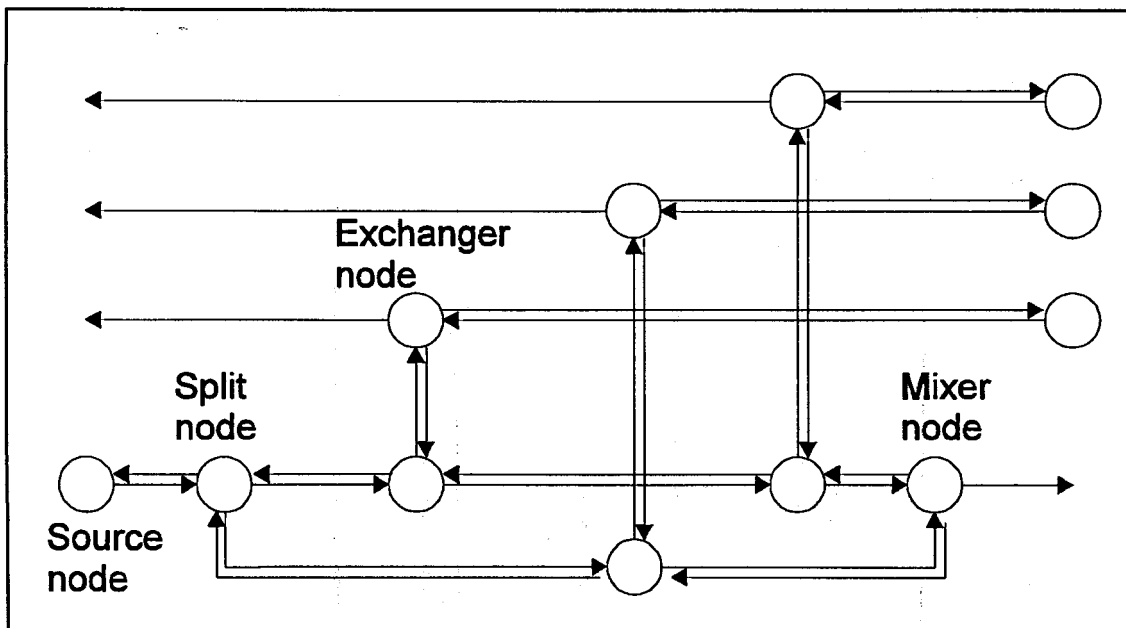 Exchanger
node
Split
node
Mixer
node
Source
node